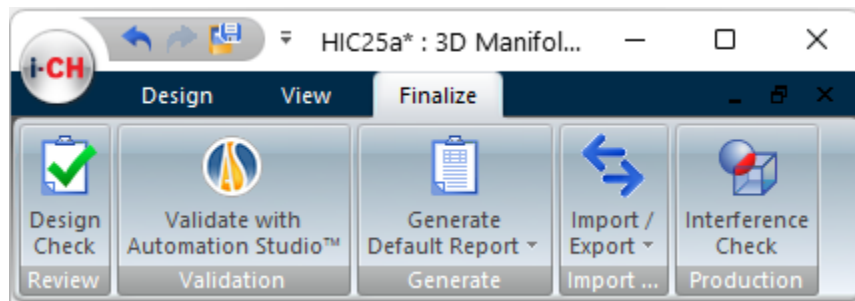 HIC25a* : 3D Manifol...
i-CH
Design View Finalize
Design Check
Validate with Automation Studio™
Generate Default Report
Import / Export
Interference Check
Review Validation Generate Import ... Production